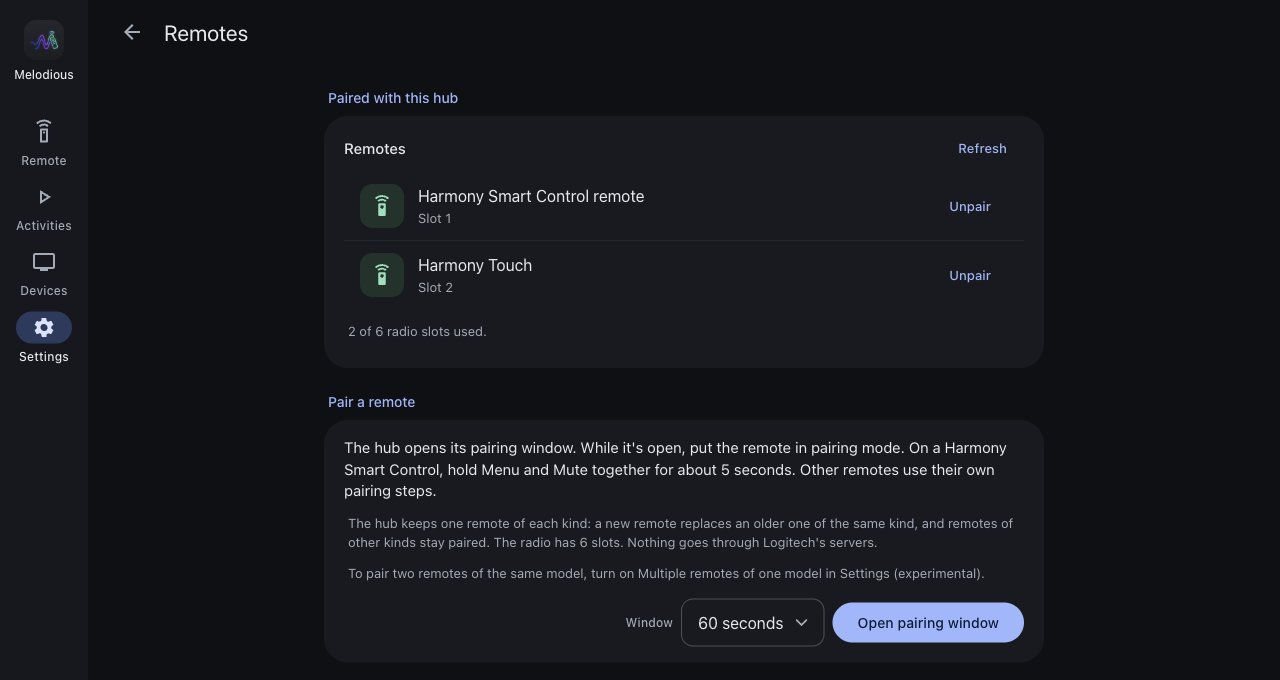 Melodious
Remote
Activities
Devices
Settings
Remotes
Paired with this hub
Remotes
Refresh
Harmony Smart Control remote
Slot 1
Unpair
Harmony Touch
Slot 2
Unpair
2 of 6 radio slots used.
Pair a remote
The hub opens its pairing window. While it's open, put the remote in pairing mode. On a Harmony
Smart Control, hold Menu and Mute together for about 5 seconds. Other remotes use their own
pairing steps.
The hub keeps one remote of each kind: a new remote replaces an older one of the same kind, and remotes of
other kinds stay paired. The radio has 6 slots. Nothing goes through Logitech's servers.
To pair two remotes of the same model, turn on Multiple remotes of one model in Settings (experimental).
Window
60 seconds
Open pairing window